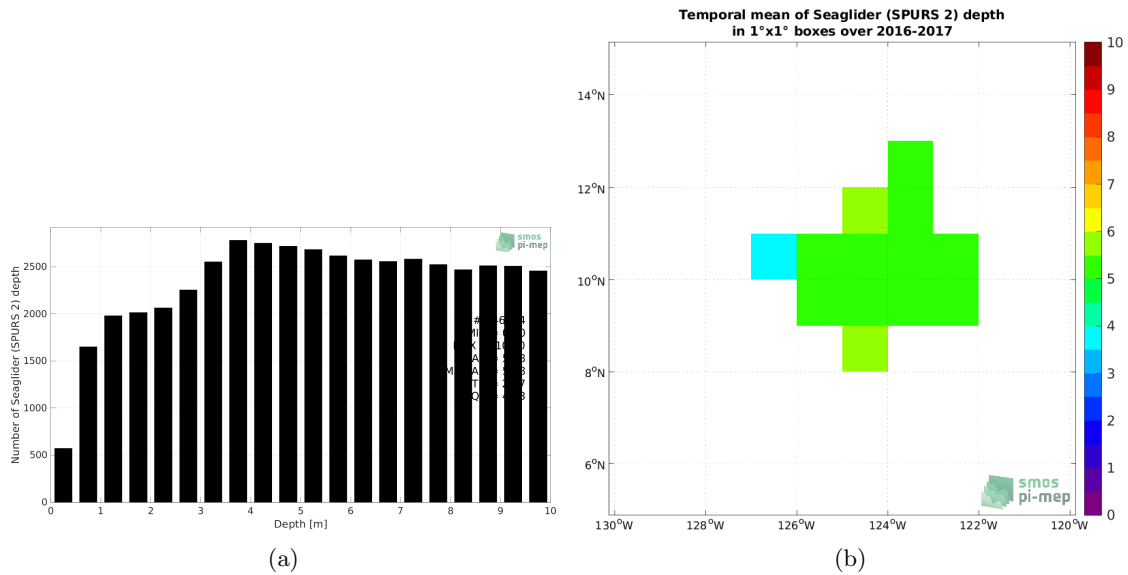 Temporal mean of Seaglider (SPURS 2) depth
in 1°x1° boxes over 2016-2017
Number of Seaglider (SPURS 2) depth
2500
2000
1500
1000
500
0
smos
pi-mep
0 1 2 3 4 5 6 7 8 9 10
Depth [m]
(a)
14°N
12°N
10°N
8°N
6°N
130°W 128°W 126°W 124°W 122°W 120°W
10
9
8
7
6
5
4
3
2
1
0
smos
pi-mep
(b)